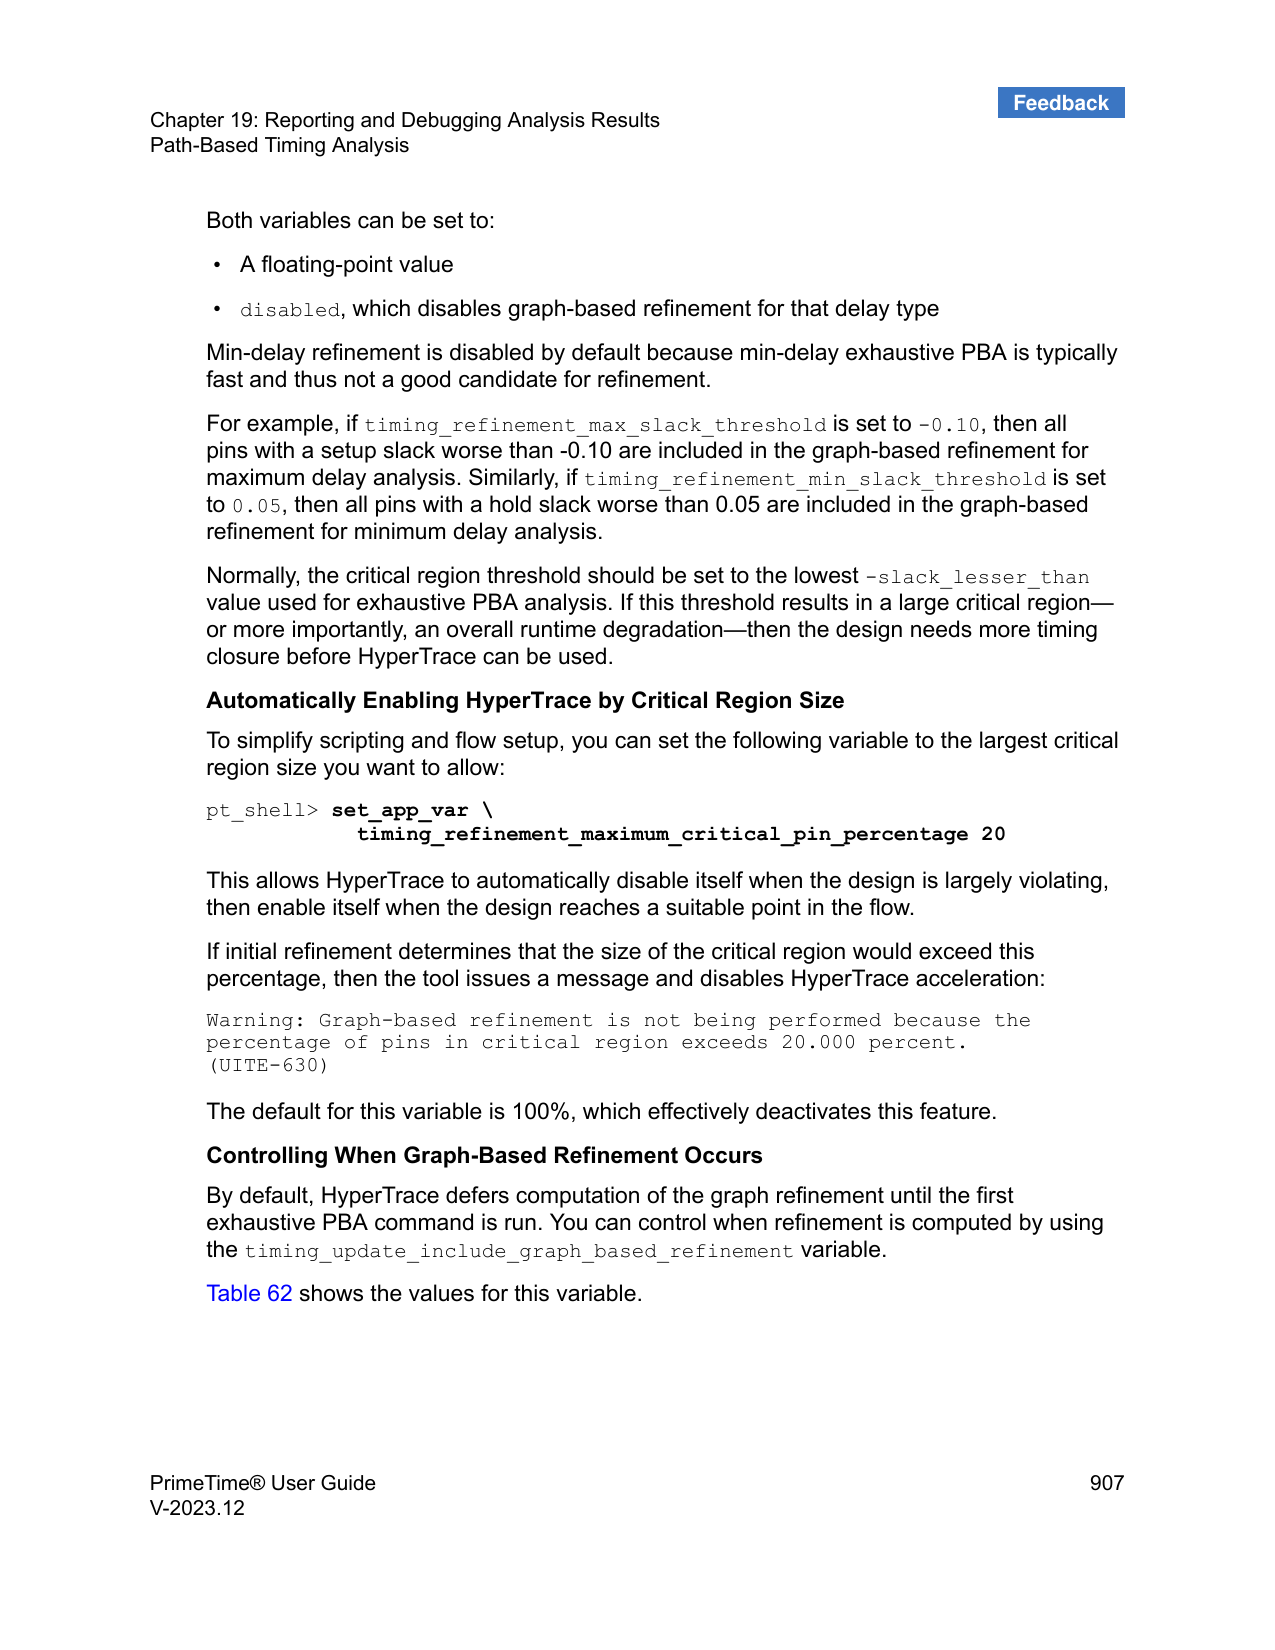 Feedback
Chapter 19: Reporting and Debugging Analysis Results
Path-Based Timing Analysis
Both variables can be set to:
• A floating-point value
• disabled, which disables graph-based refinement for that delay type
Min-delay refinement is disabled by default because min-delay exhaustive PBA is typically
fast and thus not a good candidate for refinement.
For example, if timing_refinement_max_slack_threshold is set to -0.10, then all
pins with a setup slack worse than -0.10 are included in the graph-based refinement for
maximum delay analysis. Similarly, if timing_refinement_min_slack_threshold is set
to 0.05, then all pins with a hold slack worse than 0.05 are included in the graph-based
refinement for minimum delay analysis.
Normally, the critical region threshold should be set to the lowest -slack_lesser_than
value used for exhaustive PBA analysis. If this threshold results in a large critical region—
or more importantly, an overall runtime degradation—then the design needs more timing
closure before HyperTrace can be used.
Automatically Enabling HyperTrace by Critical Region Size
To simplify scripting and flow setup, you can set the following variable to the largest critical
region size you want to allow:
pt_shell> set_app_var \
timing_refinement_maximum_critical_pin_percentage 20
This allows HyperTrace to automatically disable itself when the design is largely violating,
then enable itself when the design reaches a suitable point in the flow.
If initial refinement determines that the size of the critical region would exceed this
percentage, then the tool issues a message and disables HyperTrace acceleration:
Warning: Graph-based refinement is not being performed because the
percentage of pins in critical region exceeds 20.000 percent.
(UITE-630)
The default for this variable is 100%, which effectively deactivates this feature.
Controlling When Graph-Based Refinement Occurs
By default, HyperTrace defers computation of the graph refinement until the first
exhaustive PBA command is run. You can control when refinement is computed by using
the timing_update_include_graph_based_refinement variable.
Table 62 shows the values for this variable.
PrimeTime® User Guide
907
V-2023.12